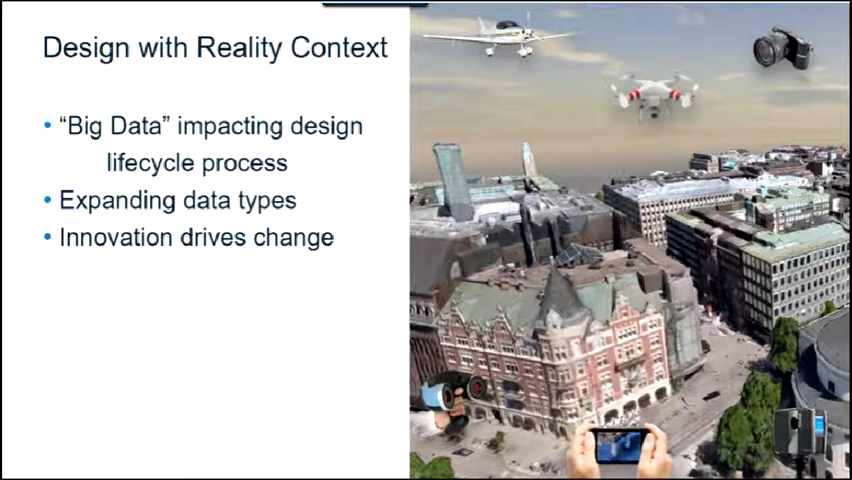 Design with Reality Context
• “Big Data” impacting design
lifecycle process
• Expanding data types
• Innovation drives change